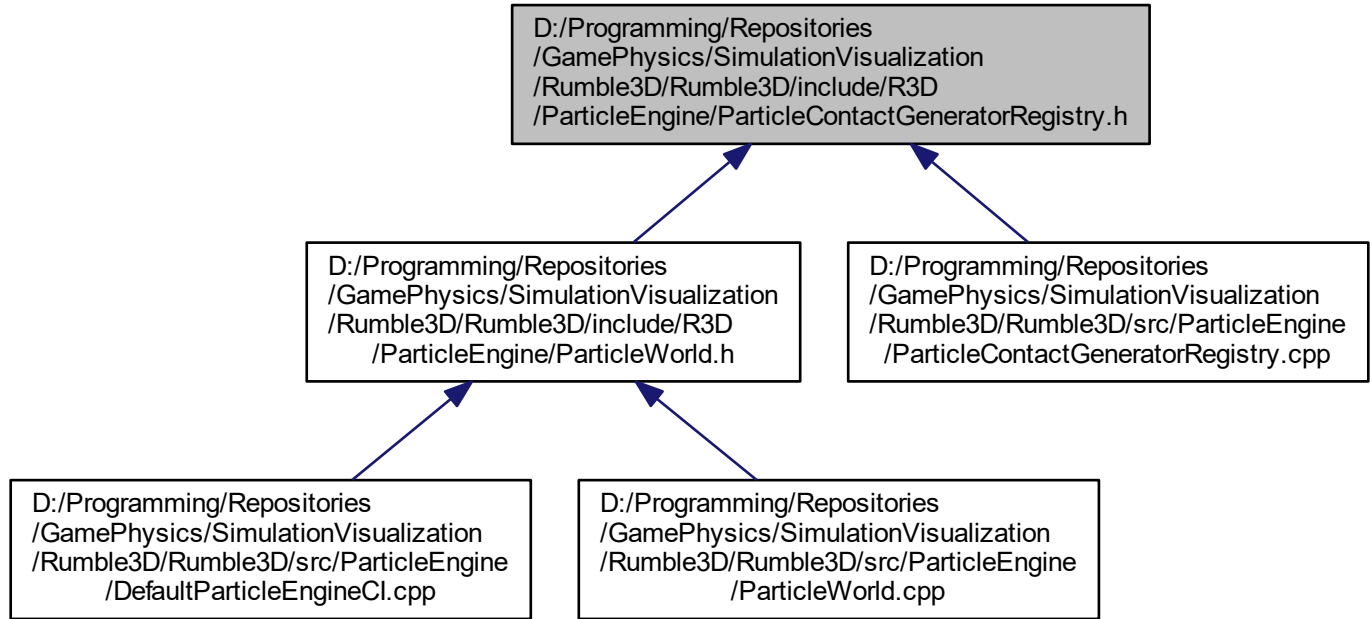 D:/Programming/Repositories
/GamePhysics/SimulationVisualization
/Rumble3D/Rumble3D/include/R3D
/ParticleEngine/ParticleContactGeneratorRegistry.h
D:/Programming/Repositories
/GamePhysics/SimulationVisualization
/Rumble3D/Rumble3D/include/R3D
/ParticleEngine/ParticleWorld.h
D:/Programming/Repositories
/GamePhysics/SimulationVisualization
/Rumble3D/Rumble3D/src/ParticleEngine
/ParticleContactGeneratorRegistry.cpp
D:/Programming/Repositories
/GamePhysics/SimulationVisualization
/Rumble3D/Rumble3D/src/ParticleEngine
/DefaultParticleEngineCI.cpp
D:/Programming/Repositories
/GamePhysics/SimulationVisualization
/Rumble3D/Rumble3D/src/ParticleEngine
/ParticleWorld.cpp